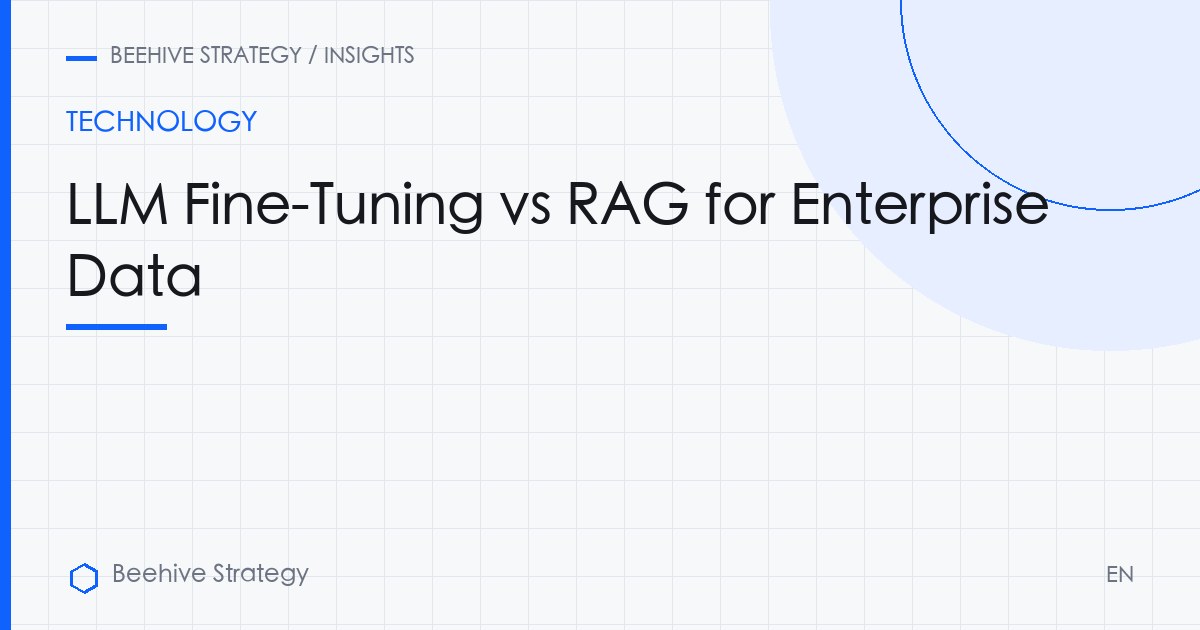 BEEHIVE STRATEGY / INSIGHTS
TECHNOLOGY
LLM Fine-Tuning vs RAG for Enterprise
Data
Beehive Strategy
EN